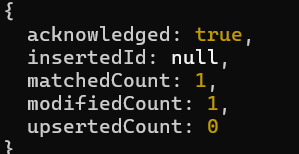 {
  acknowledged: true,
  insertedId: null,
  matchedCount: 1,
  modifiedCount: 1,
  upsertedCount: 0
}